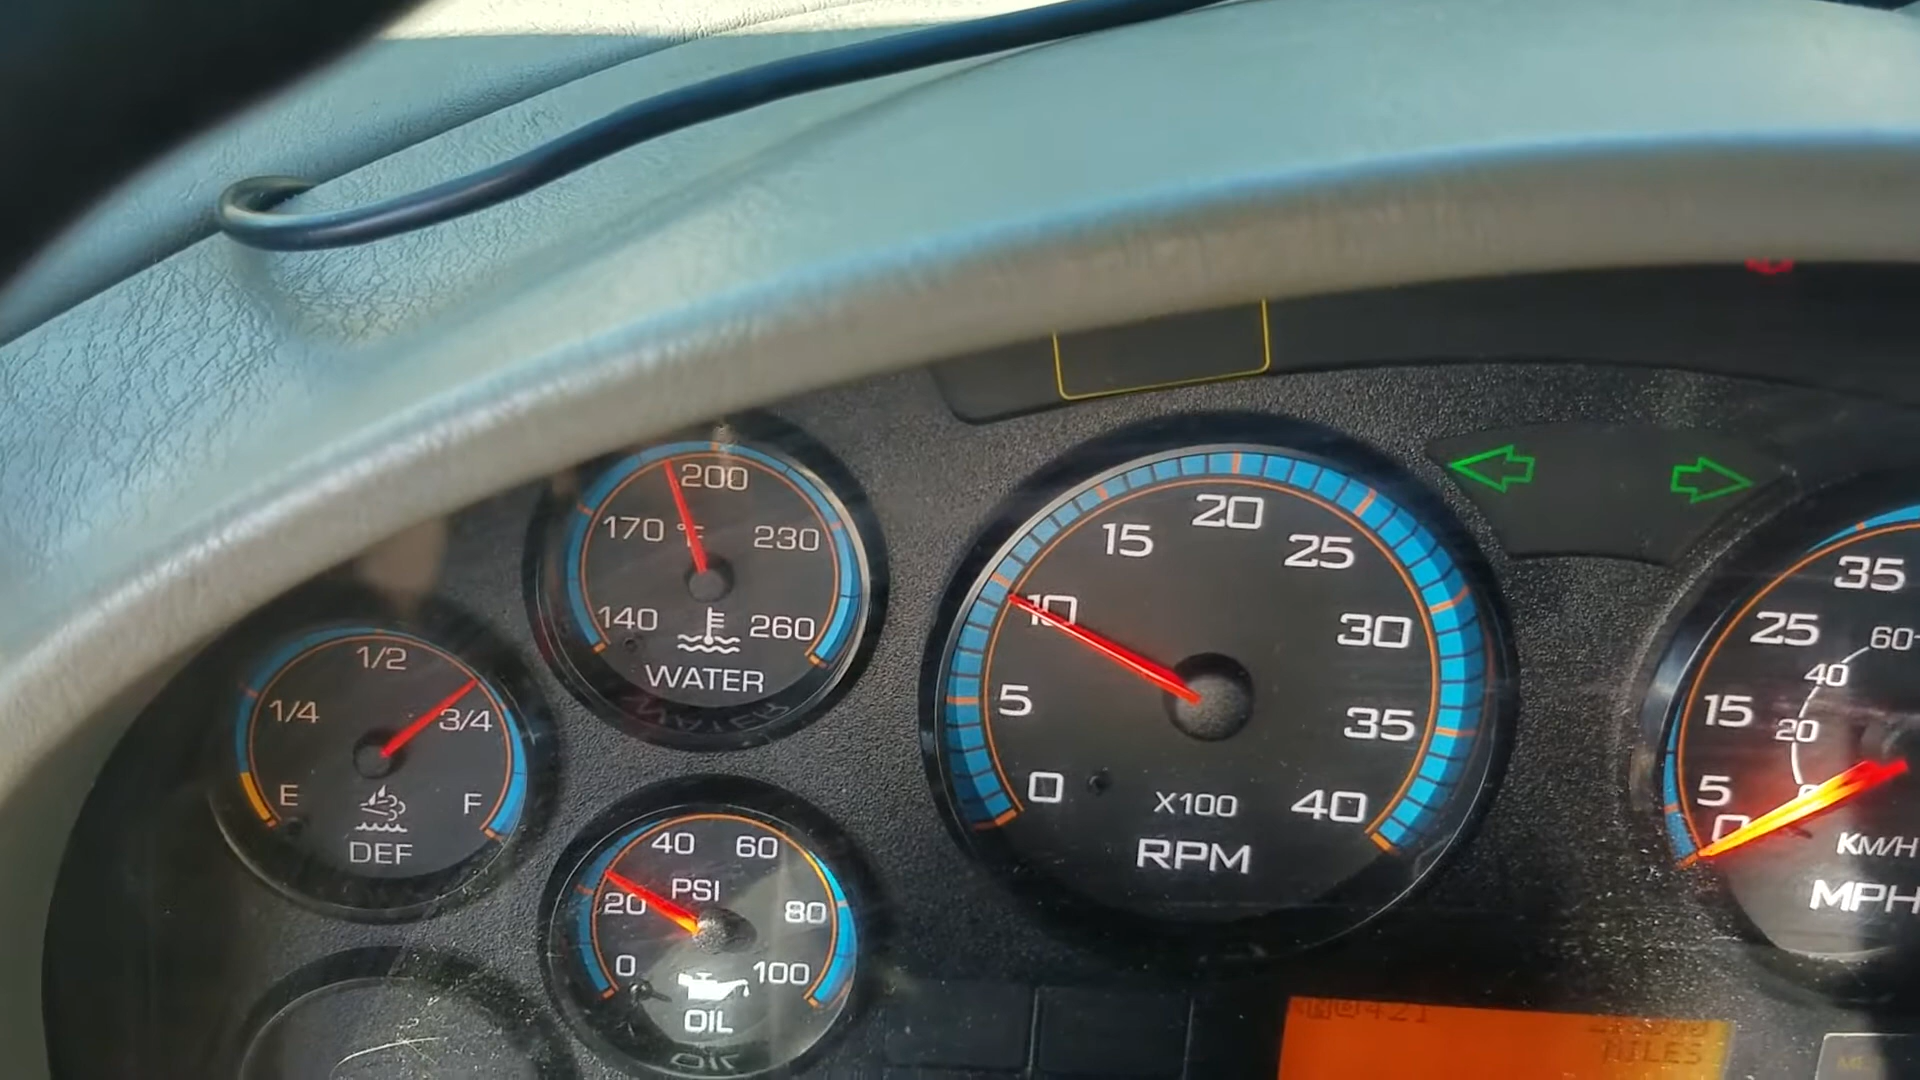 200
170 °F 230
140 260
WATER
1/2
1/4 3/4
E F
DEF
40 60
PSI
20 80
0 100
OIL
20
15 25
10 30
5 35
0 40
X100
RPM
35
25 60
40
15 20
5
0
KM/H
MPH
MILES